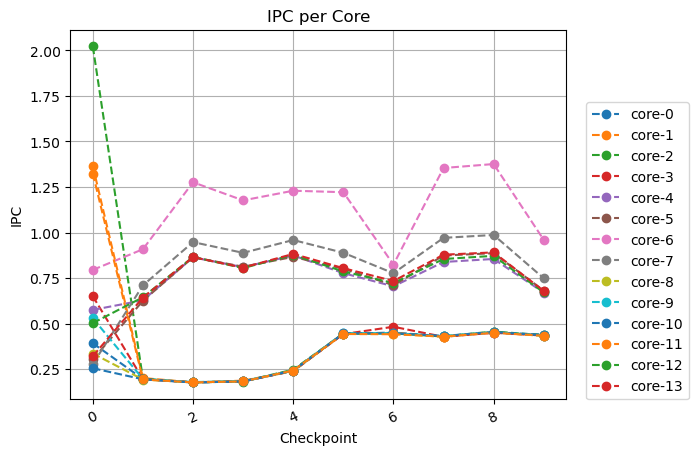 IPC per Core
2.00
1.75
1.50
1.25
1.00
0.75
0.50
0.25
IPC
0
2
4
6
8
Checkpoint
core-0
core-1
core-2
core-3
core-4
core-5
core-6
core-7
core-8
core-9
core-10
core-11
core-12
core-13